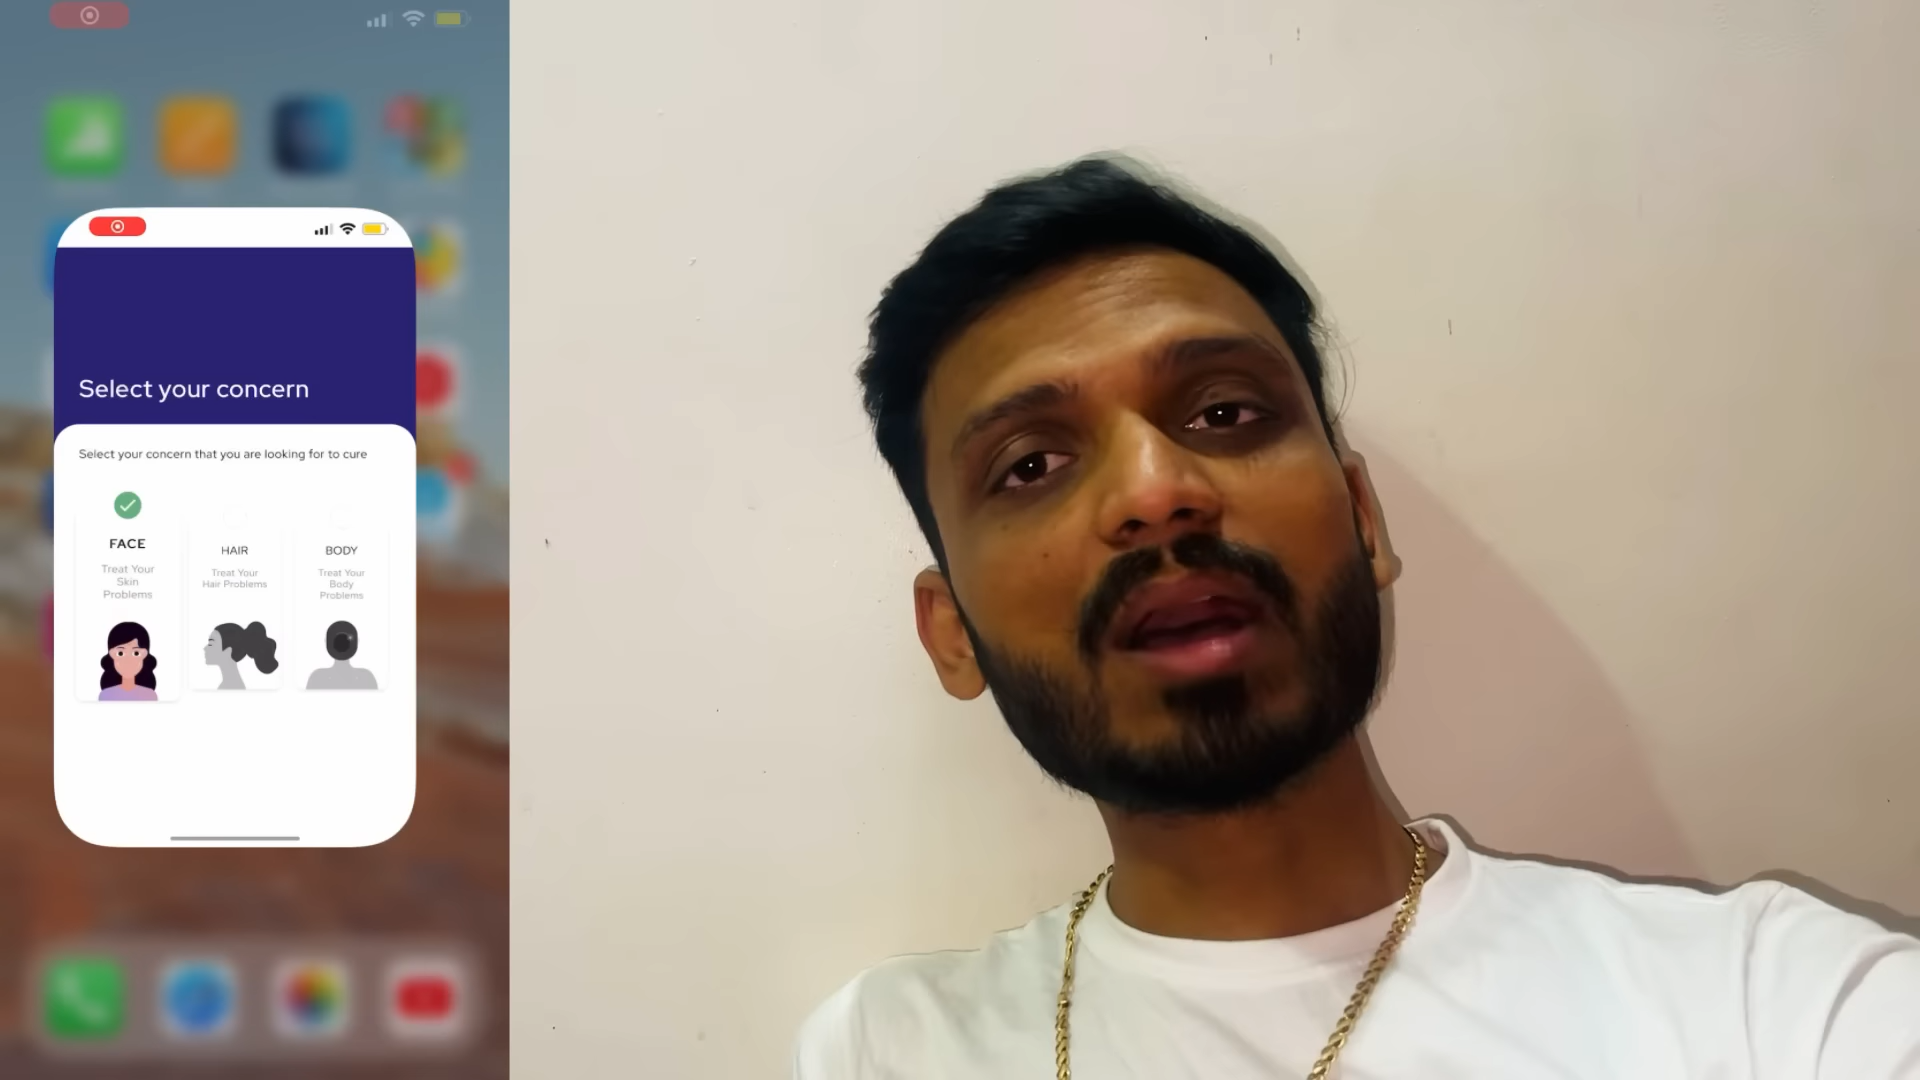 Select your concern
Select your concern that you are looking for to cure
FACE
Treat Your
Skin
Problems
HAIR
Treat Your
Hair Problems
BODY
Treat Your
Body
Problems